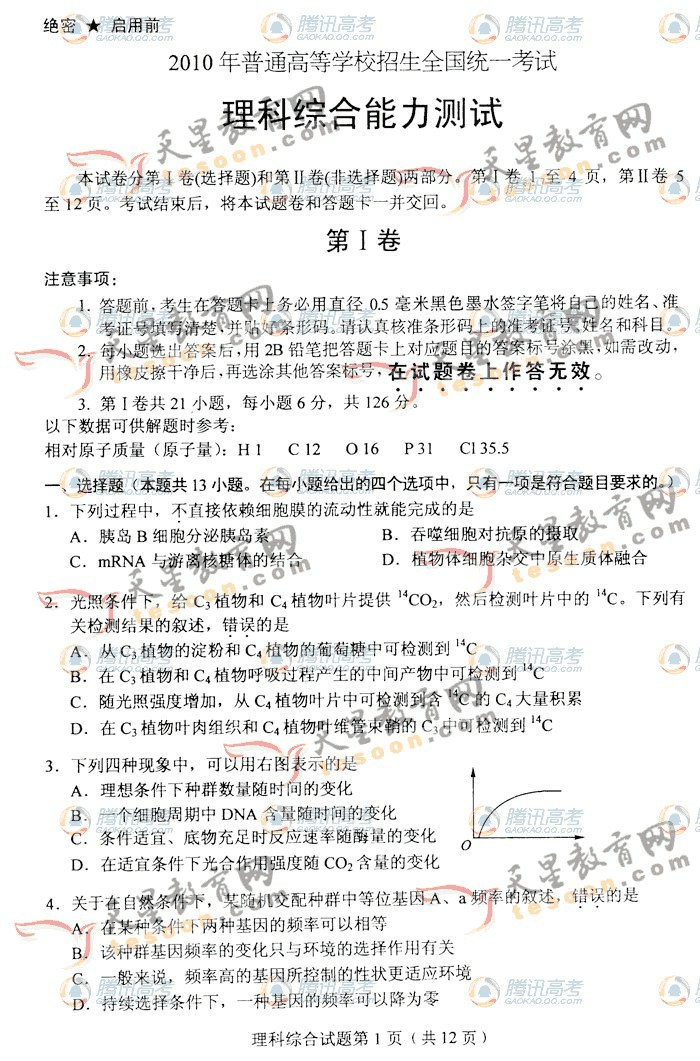 绝密 ★ 启用前
2010 年普通高等学校招生全国统一考试
理科综合能力测试
本试卷分第Ⅰ卷(选择题)和第Ⅱ卷(非选择题)两部分。第Ⅰ卷 1 至 4 页，第Ⅱ卷 5
至 12 页。考试结束后，将本试题卷和答题卡一并交回。
第Ⅰ卷
注意事项：
1. 答题前,考生在答题卡上务必用直径 0.5 毫米黑色墨水签字笔将自己的姓名、准
考证号填写清楚,并贴好条形码。请认真核准条形码上的准考证号、姓名和科目。
2. 每小题选出答案后,用 2B 铅笔把答题卡上对应题目的答案标号涂黑,如需改动,
用橡皮擦干净后,再选涂其他答案标号,在试题卷上作答无效。
3. 第Ⅰ卷共 21 小题，每小题 6 分，共 126 分。
以下数据可供解题时参考：
相对原子质量（原子量）：H 1 C 12 O 16 P 31 Cl 35.5
一、选择题（本题共 13 小题。在每小题给出的四个选项中，只有一项是符合题目要求的。）
1. 下列过程中，不直接依赖细胞膜的流动性就能完成的是
A．胰岛 B 细胞分泌胰岛素 B．吞噬细胞对抗原的摄取
C．mRNA 与游离核糖体的结合 D．植物体细胞杂交中原生质体融合
2. 光照条件下，给 C₃ 植物和 C₄ 植物叶片提供 ¹⁴CO₂，然后检测叶片中的 ¹⁴C。下列有
关检测结果的叙述，错误的是
A．从 C₃ 植物的淀粉和 C₄ 植物的葡萄糖中可检测到 ¹⁴C
B．在 C₃ 植物和 C₄ 植物呼吸过程产生的中间产物中可检测到 ¹⁴C
C．随光照强度增加，从 C₄ 植物叶片中可检测到含 ¹⁴C 的 C₄ 大量积累
D．在 C₃ 植物叶肉组织和 C₄ 植物叶维管束鞘的 C₃ 中可检测到 ¹⁴C
3. 下列四种现象中，可以用右图表示的是
A．理想条件下种群数量随时间的变化
B．一个细胞周期中 DNA 含量随时间的变化
C．条件适宜、底物充足时反应速率随酶量的变化
D．在适宜条件下光合作用强度随 CO₂ 含量的变化
O
4. 关于在自然条件下，某随机交配种群中等位基因 A、a 频率的叙述，错误的是
A．在某种条件下两种基因的频率可以相等
B．该种群基因频率的变化只与环境的选择作用有关
C．一般来说，频率高的基因所控制的性状更适应环境
D．持续选择条件下，一种基因的频率可以降为零
理科综合试题第 1 页（共 12 页）
腾讯高考
GAOKAO.QQ.COM
天星教育网
tesoon.com